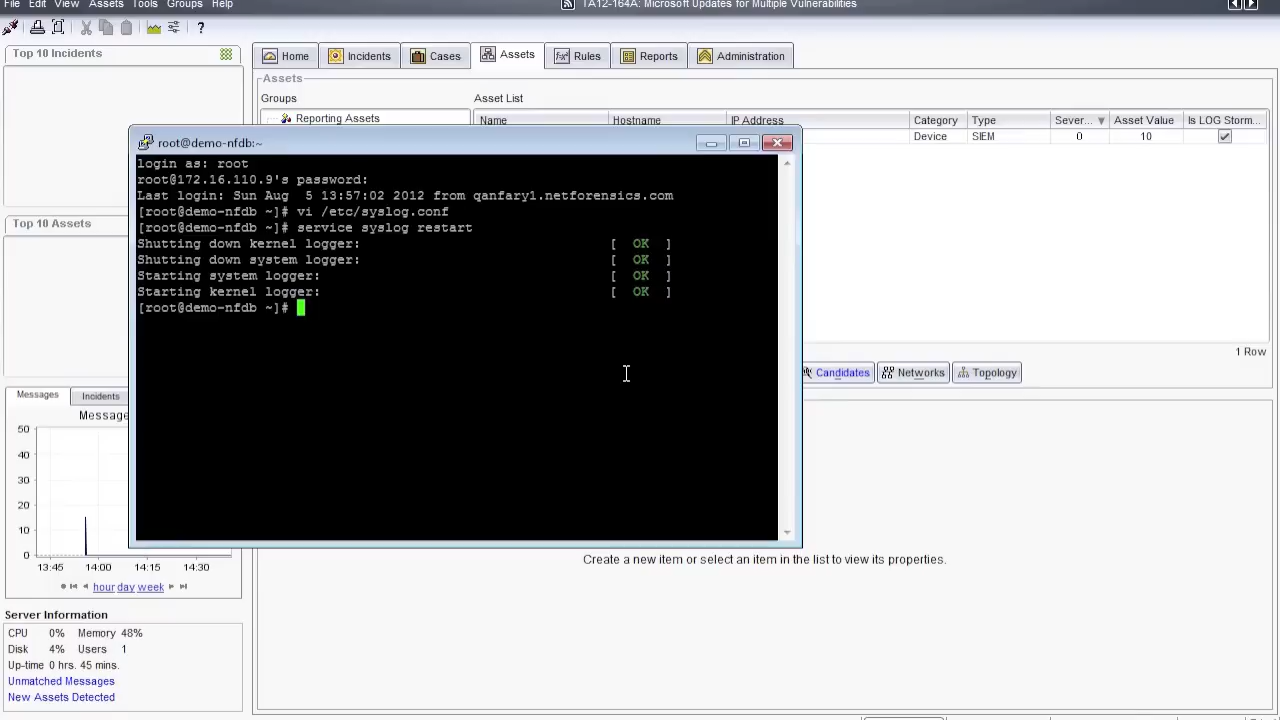 File Edit View Assets Tools Groups Help
TA12-164A: Microsoft Updates for Multiple Vulnerabilities
Top 10 Incidents
Home Incidents Cases Assets Rules Reports Administration
Assets
Groups
Asset List
Reporting Assets
Name Hostname IP Address Category Type Sever... Asset Value Is LOG Storm...
Device SIEM 0 10
root@demo-nfdb:~
login as: root
root@172.16.110.9's password:
Last login: Sun Aug  5 13:57:02 2012 from qanfary1.netforensics.com
[root@demo-nfdb ~]# vi /etc/syslog.conf
[root@demo-nfdb ~]# service syslog restart
Shutting down kernel logger: [  OK  ]
Shutting down system logger: [  OK  ]
Starting system logger: [  OK  ]
Starting kernel logger: [  OK  ]
[root@demo-nfdb ~]#
Top 10 Assets
1 Row
Candidates Networks Topology
Messages Incidents
Message
50
40
30
20
10
0
13:45 14:00 14:15 14:30
hour day week
Create a new item or select an item in the list to view its properties.
Server Information
CPU 0% Memory 48%
Disk 4% Users 1
Up-time 0 hrs. 45 mins.
Unmatched Messages
New Assets Detected